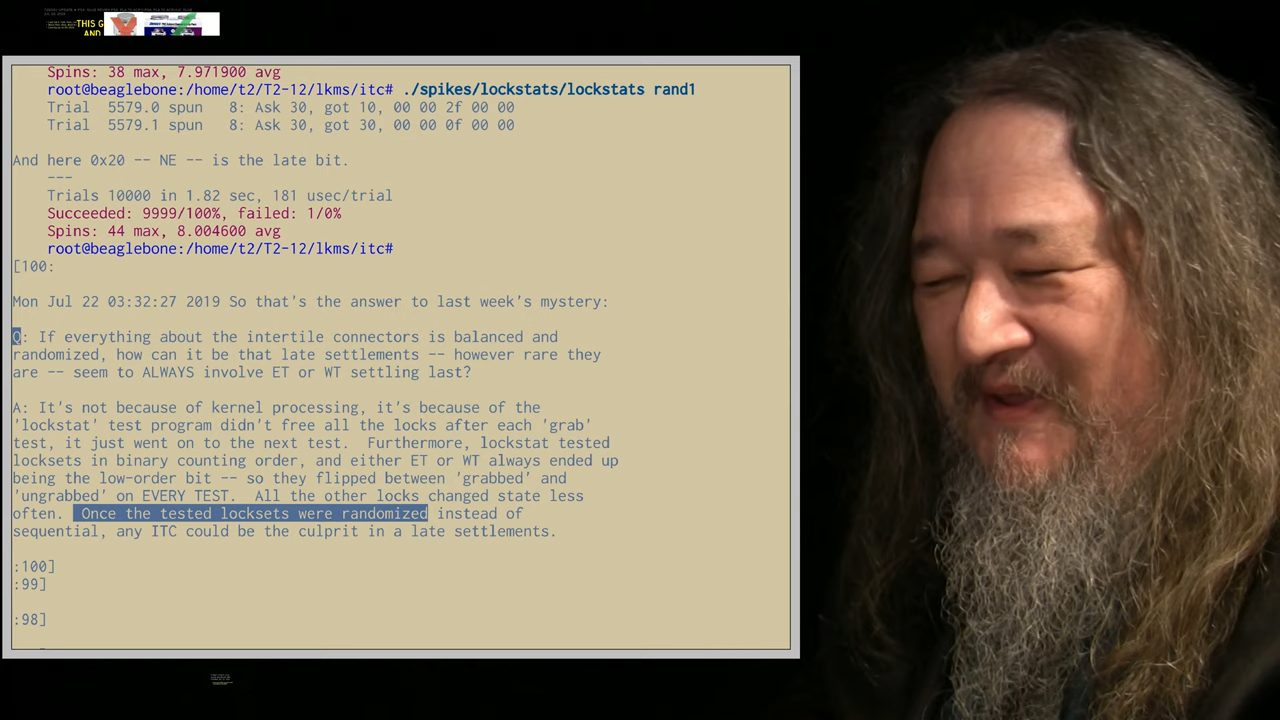 THIS G
AND
Spins: 38 max, 7.971900 avg
root@beaglebone:/home/t2/T2-12/lkms/itc# ./spikes/lockstats/lockstats rand1
Trial  5579.0 spun   8: Ask 30, got 10, 00 00 2f 00 00
Trial  5579.1 spun   8: Ask 30, got 30, 00 00 0f 00 00
And here 0x20 -- NE -- is the late bit.
---
Trials 10000 in 1.82 sec, 181 usec/trial
Succeeded: 9999/100%, failed: 1/0%
Spins: 44 max, 8.004600 avg
root@beaglebone:/home/t2/T2-12/lkms/itc#
[100:
Mon Jul 22 03:32:27 2019 So that's the answer to last week's mystery:
Q: If everything about the intertile connectors is balanced and
randomized, how can it be that late settlements -- however rare they
are -- seem to ALWAYS involve ET or WT settling last?
A: It's not because of kernel processing, it's because of the
'lockstat' test program didn't free all the locks after each 'grab'
test, it just went on to the next test.  Furthermore, lockstat tested
locksets in binary counting order, and either ET or WT always ended up
being the low-order bit -- so they flipped between 'grabbed' and
'ungrabbed' on EVERY TEST.  All the other locks changed state less
often.  Once the tested locksets were randomized instead of
sequential, any ITC could be the culprit in a late settlements.
:100]
:99]
:98]